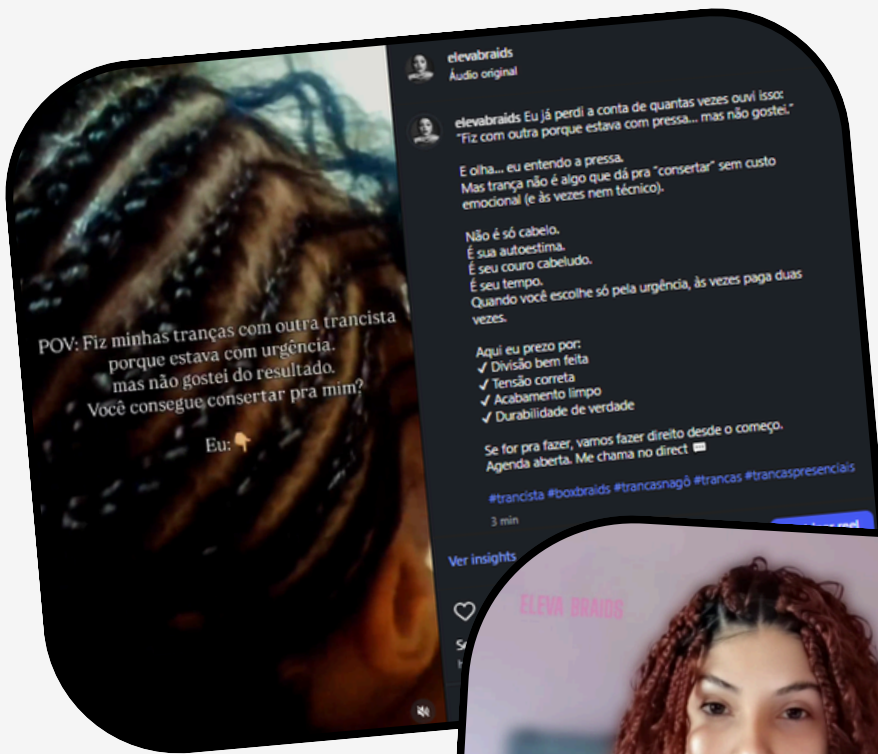 POV: Fiz minhas tranças com outra trancista
porque estava com urgência.
mas não gostei do resultado.
Você consegue consertar pra mim?
Eu:👇🏼
elevabraids
Áudio original
elevabraids Eu já perdi a conta de quantas vezes ouvi isso:
“Fiz com outra porque estava com pressa... mas não gostei.”
E olha... eu entendo a pressa.
Mas trança não é algo que dá pra “consertar” sem custo
emocional (e às vezes nem técnico).
Não é só cabelo.
É sua autoestima.
É seu couro cabeludo.
É seu tempo.
Quando você escolhe só pela urgência, às vezes paga duas
vezes.
Aqui eu prezo por:
✓ Divisão bem feita
✓ Tensão correta
✓ Acabamento limpo
✓ Durabilidade de verdade
Se for pra fazer, vamos fazer direito desde o começo.
Agenda aberta. Me chama no direct 💬
#trancista #boxbraids #trancasnagô #trancas #trancaspresenciais
3 min
Ver insights
ELEVA BRAIDS